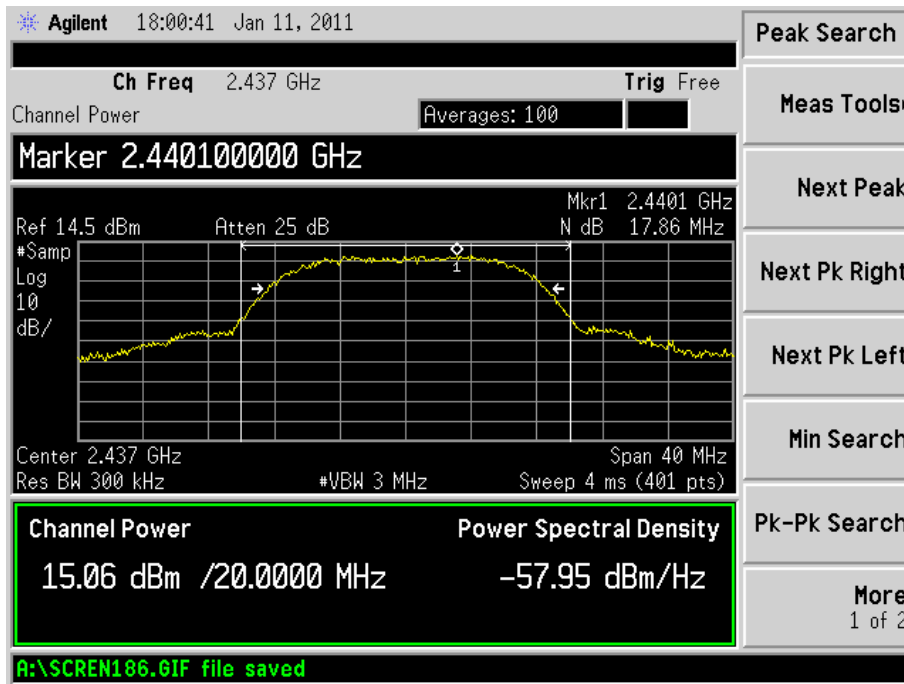 Agilent 18:00:41 Jan 11, 2011
Peak Search
Ch Freq 2.437 GHz Trig Free
Channel Power Averages: 100
Meas Tools
Marker 2.440100000 GHz
Next Peak
Mkr1 2.4401 GHz
Ref 14.5 dBm Atten 25 dB N dB 17.86 MHz
#Samp
Log
10
dB/
1
Next Pk Right
Next Pk Left
Min Search
Center 2.437 GHz Span 40 MHz
Res BW 300 kHz #VBW 3 MHz Sweep 4 ms (401 pts)
Pk-Pk Search
Channel Power Power Spectral Density
15.06 dBm /20.0000 MHz -57.95 dBm/Hz
More
1 of 2
A:\SCREN186.GIF file saved